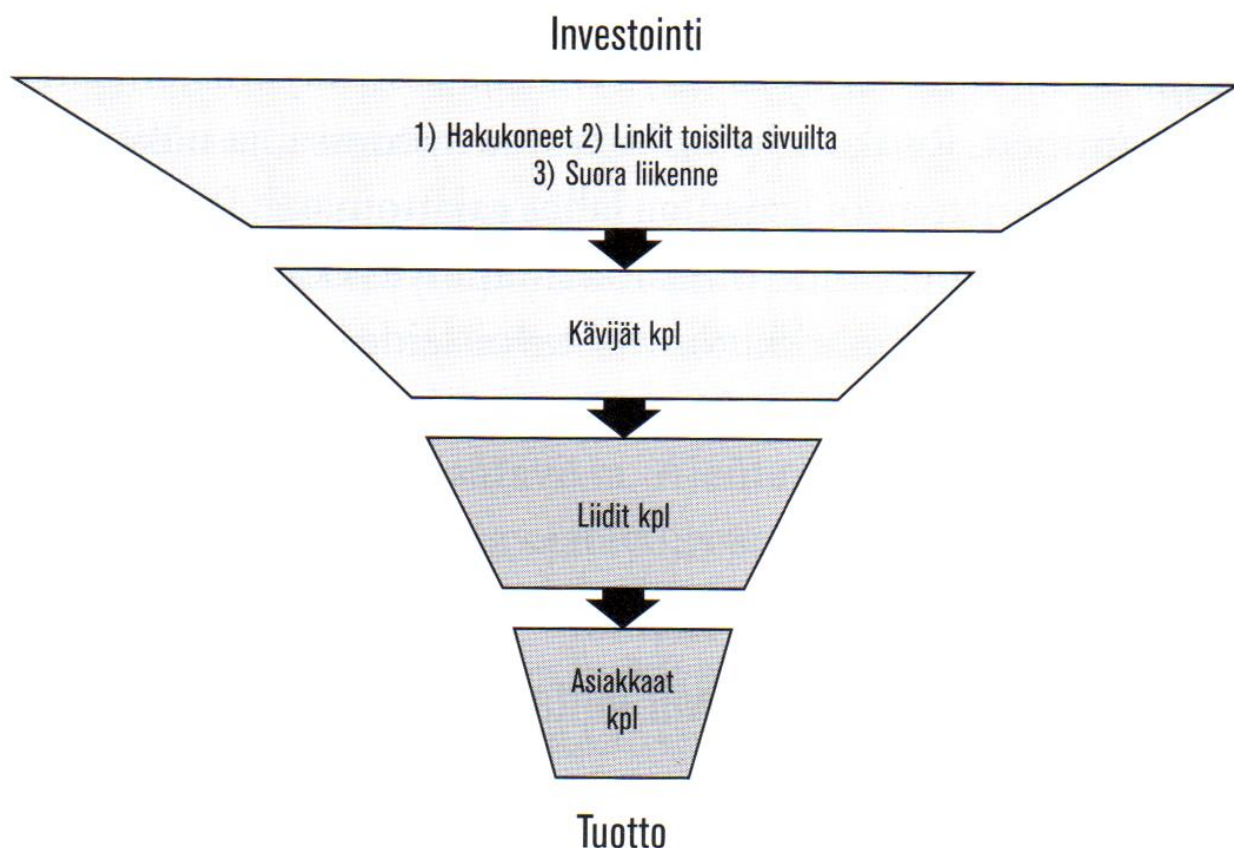 Investointi
1) Hakukoneet 2) Linkit toisilta sivuilta
3) Suora liikenne
Kävijät kpl
Liidit kpl
Asiakkaat
kpl
Tuotto